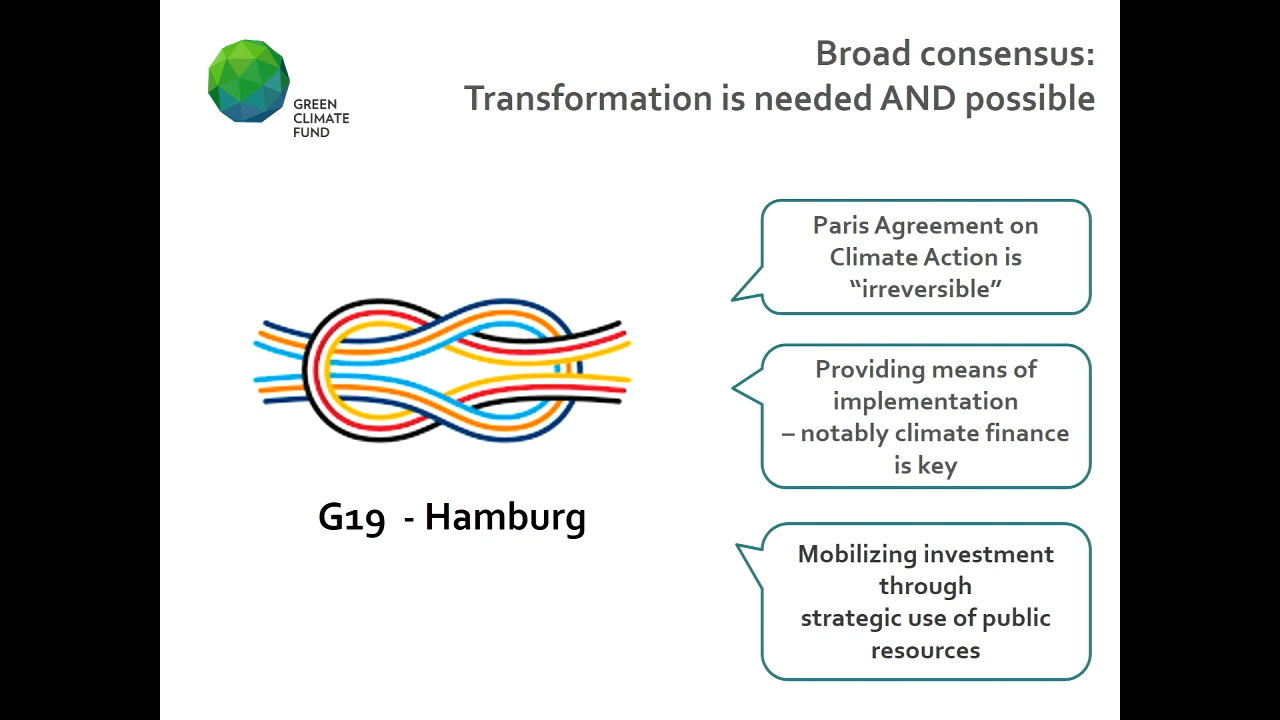 GREEN
CLIMATE
FUND
Broad consensus:
Transformation is needed AND possible
Paris Agreement on
Climate Action is
“irreversible”
Providing means of
implementation
– notably climate finance
is key
G19 - Hamburg
Mobilizing investment
through
strategic use of public
resources